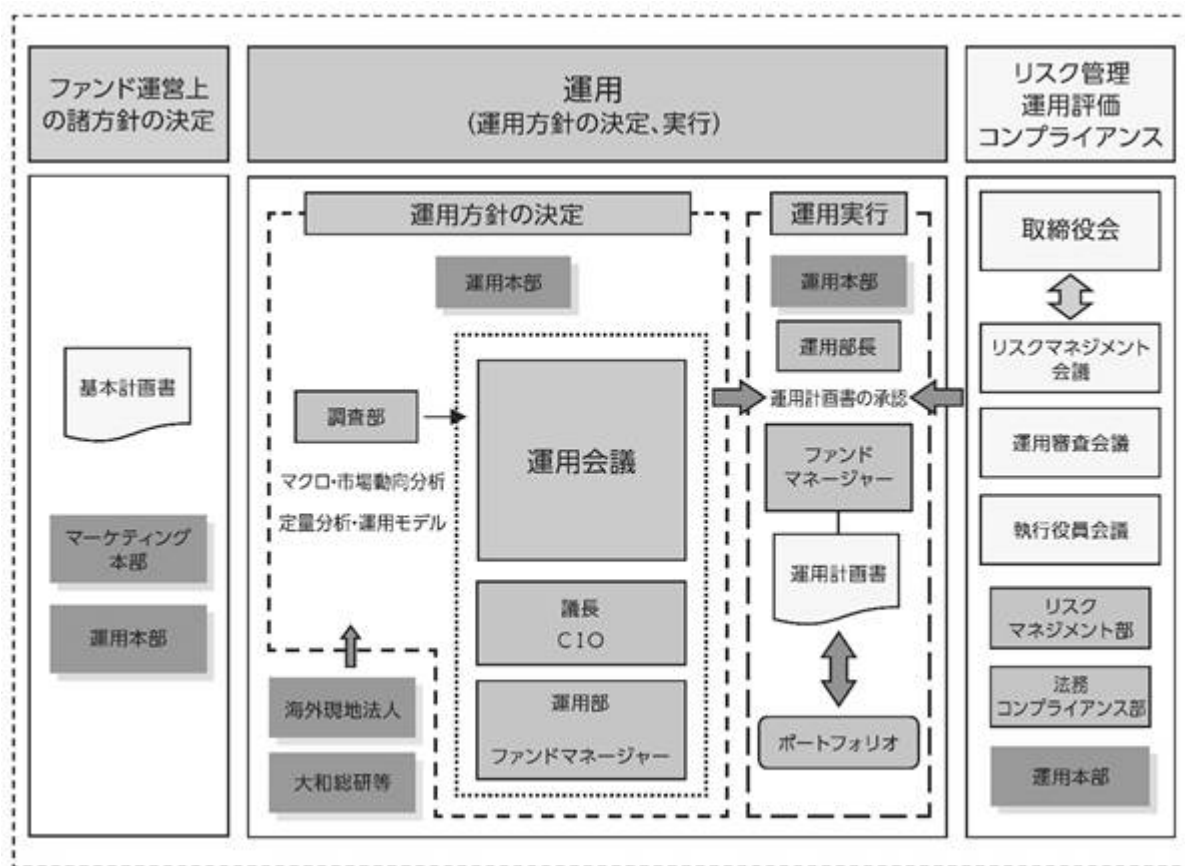 ファンド運営上
の諸方針の決定
運用
(運用方針の決定、実行)
リスク管理
運用評価
コンプライアンス
基本計画書
マーケティング
本部
運用本部
運用方針の決定
運用本部
調査部
マクロ・市場動向分析
定量分析・運用モデル
海外現地法人
大和総研等
運用会議
議長
CIO
運用部
ファンドマネージャー
運用実行
運用本部
運用部長
運用計画書の承認
ファンド
マネージャー
運用計画書
ポートフォリオ
取締役会
リスクマネジメント
会議
運用審査会議
執行役員会議
リスク
マネジメント部
法務
コンプライアンス部
運用本部